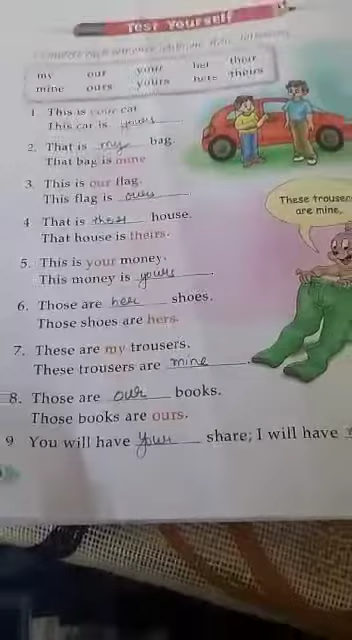 Test Yourself
my our your her their
mine ours yours hers theirs
1 This is your car.
This car is yours
2. That is my bag.
That bag is mine
3. This is our flag.
This flag is ours.
4 That is house.
That house is theirs.
5. This is your money.
This money is yours.
6. Those are her shoes.
Those shoes are hers.
7. These are my trousers.
These trousers are mine.
These trousers
are mine.
8. Those are our books.
Those books are ours.
9 You will have your share; I will have